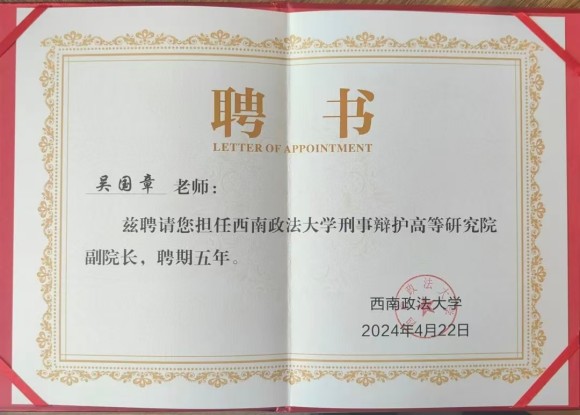 聘 书
LETTER OF APPOINTMENT
吴国章 老师：
兹聘请您担任西南政法大学刑事辩护高等研究院
副院长，聘期五年。
西南政法大学
2024年4月22日